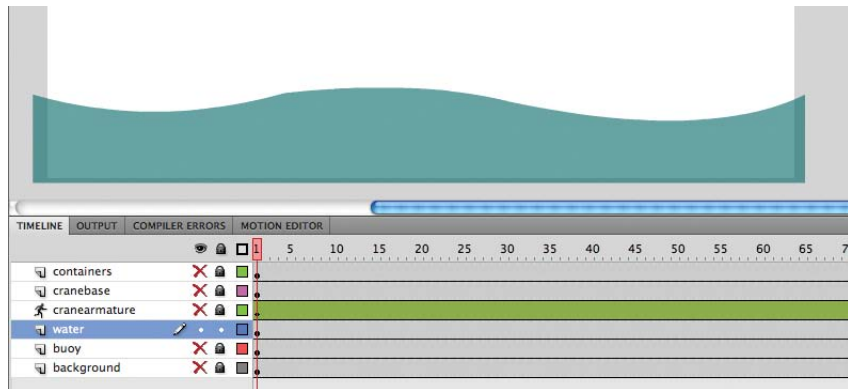 TIMELINE OUTPUT COMPILER ERRORS MOTION EDITOR
1 5 10 15 20 25 30 35 40 45 50 55 60 65 7
containers
cranebase
cranearmature
water
buoy
background